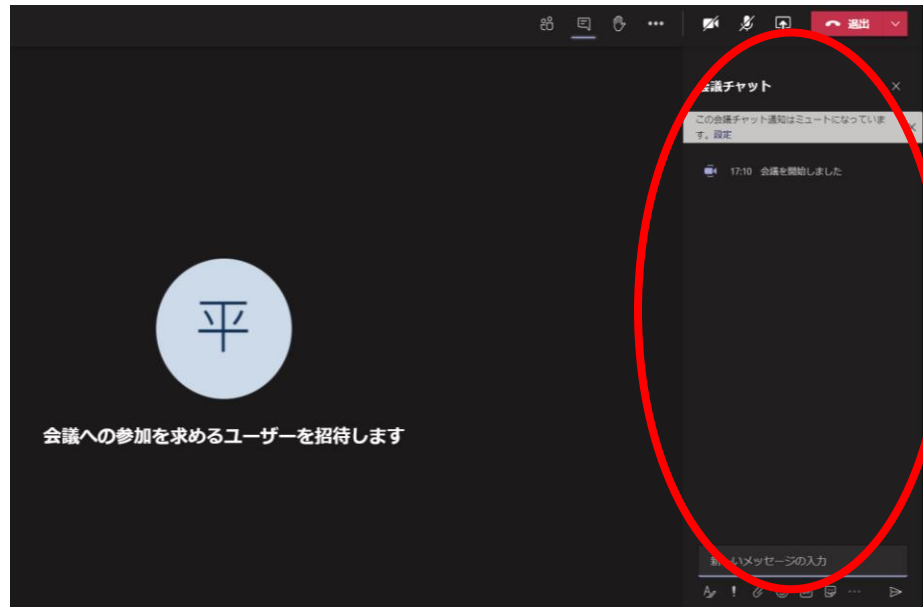 退出
会議チャット
この会議チャット通知はミュートになっていま
す。設定
17:10 会議を開始しました
平
会議への参加を求めるユーザーを招待します
新しいメッセージの入力